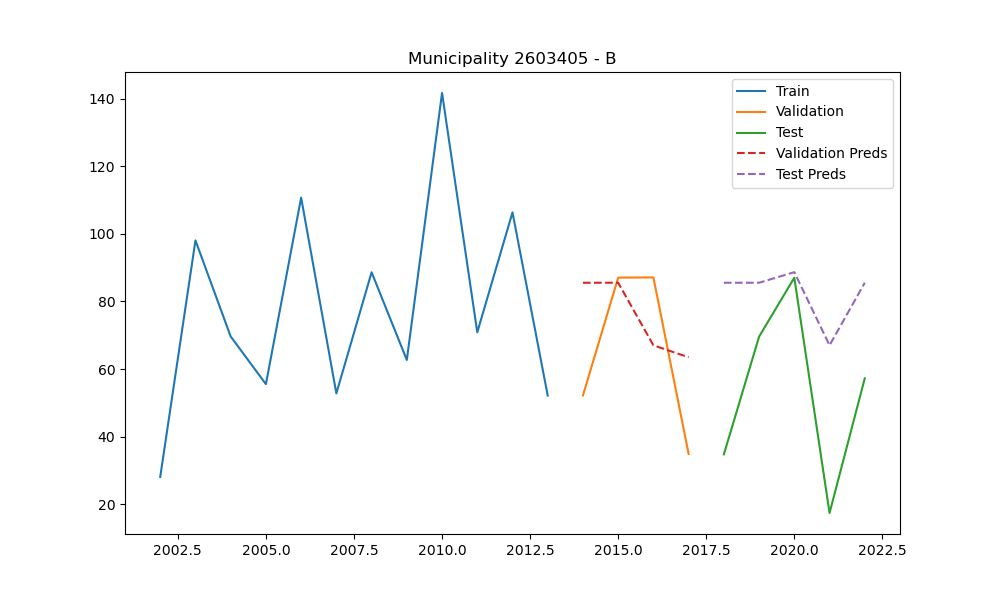 Municipality 2603405 - B
Train
Validation
Test
Validation Preds
Test Preds
140
120
100
80
60
40
20
2002.5 2005.0 2007.5 2010.0 2012.5 2015.0 2017.5 2020.0 2022.5